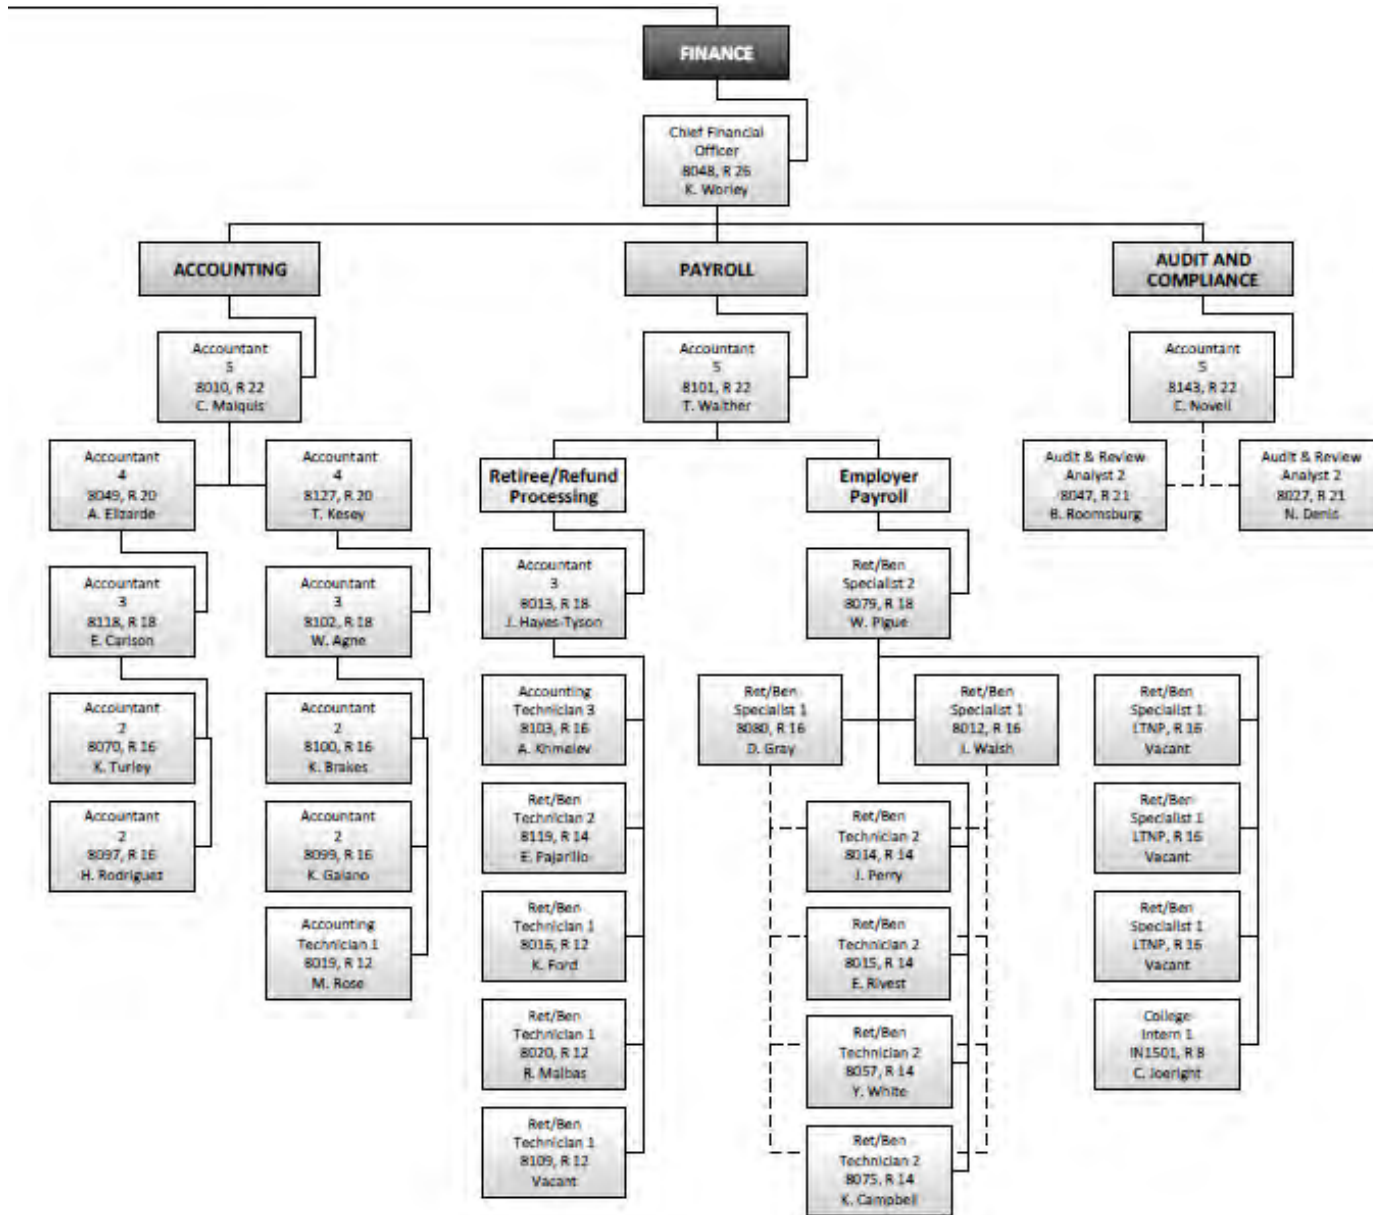 FINANCE
Chief Financial
Officer
8048, R 26
K. Worley
ACCOUNTING
Accountant
5
8010, R 22
C. Maiquis
Accountant
4
8049, R 20
A. Elizarde
Accountant
4
8127, R 20
T. Kesey
Accountant
3
8118, R 18
E. Carlson
Accountant
3
8102, R 18
W. Agne
Accountant
2
8070, R 16
K. Turley
Accountant
2
8100, R 16
K. Brakes
Accountant
2
8097, R 16
H. Rodriguez
Accountant
2
8099, R 16
K. Galano
Accounting
Technician 1
8019, R 12
M. Rose
PAYROLL
Accountant
5
8101, R 22
T. Walther
Retiree/Refund
Processing
Accountant
3
8013, R 18
J. Hayes-Tyson
Accounting
Technician 3
8103, R 16
A. Khmelev
Ret/Ben
Technician 2
8119, R 14
E. Pajarillo
Ret/Ben
Technician 1
8016, R 12
K. Ford
Ret/Ben
Technician 1
8020, R 12
R. Malbas
Ret/Ben
Technician 1
8109, R 12
Vacant
Employer
Payroll
Ret/Ben
Specialist 2
8079, R 18
W. Pigue
Ret/Ben
Specialist 1
8080, R 16
D. Gray
Ret/Ben
Specialist 1
8012, R 16
I. Walsh
Ret/Ben
Technician 2
8014, R 14
J. Perry
Ret/Ben
Technician 2
8015, R 14
E. Rivest
Ret/Ben
Technician 2
8057, R 14
Y. White
Ret/Ben
Technician 2
8075, R 14
K. Campbell
Ret/Ben
Specialist 1
LTNP, R 16
Vacant
Ret/Ben
Specialist 1
LTNP, R 16
Vacant
Ret/Ben
Specialist 1
LTNP, R 16
Vacant
College
Intern 1
IN1501, R 8
C. Joeright
AUDIT AND
COMPLIANCE
Accountant
5
8143, R 22
C. Novell
Audit & Review
Analyst 2
8047, R 21
B. Roomsburg
Audit & Review
Analyst 2
8027, R 21
N. Denis